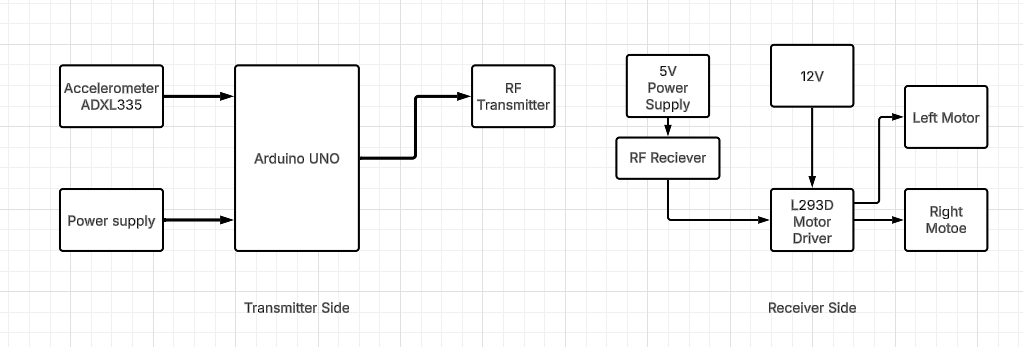 Accelerometer
ADXL335
Power supply
Arduino UNO
RF
Transmitter
Transmitter Side
5V
Power
Supply
RF Reciever
12V
L293D
Motor
Driver
Left Motor
Right
Motoe
Receiver Side